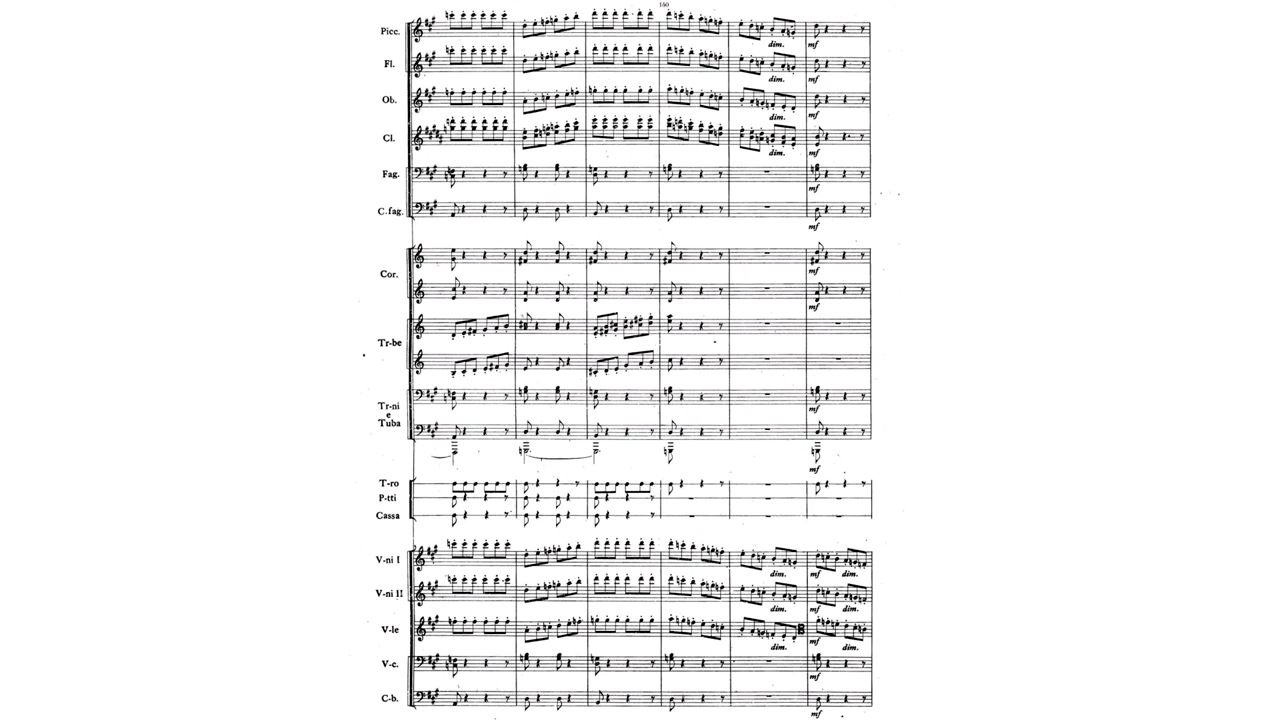 150
Picc.
dim. mf
Fl.
dim. mf
Ob.
dim. mf
Cl.
dim. mf
Fag.
mf
C. fag.
mf
Cor.
mf
mf
Tr-be
Tr-ni
e
Tuba
mf
mf
T-ro
P-tti
Cassa
V-ni I
dim. mf dim.
V-ni II
dim. mf dim.
V-le
dim. mf dim.
V-c.
mf
C-b.
mf